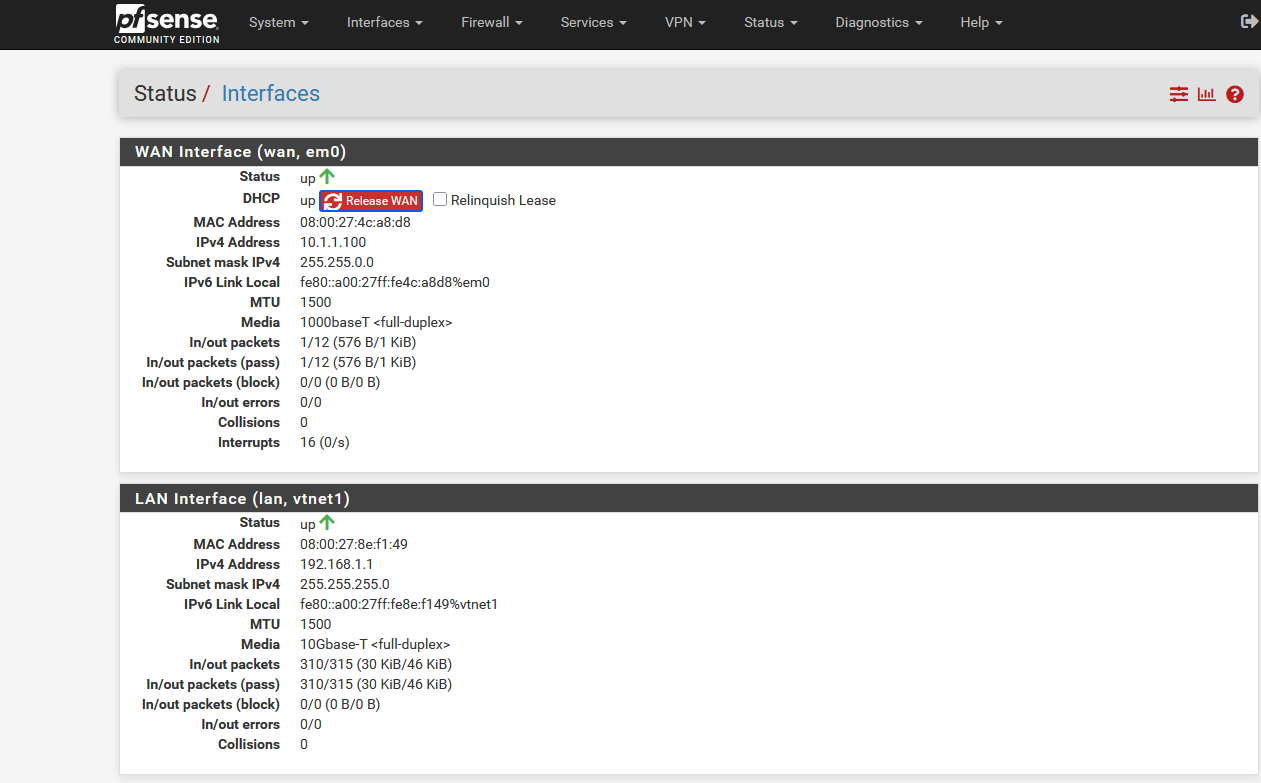 pfsense
COMMUNITY EDITION
System Interfaces Firewall Services VPN Status Diagnostics Help
Status / Interfaces
WAN Interface (wan, em0)
Status up
DHCP up Release WAN Relinquish Lease
MAC Address 08:00:27:4c:a8:d8
IPv4 Address 10.1.1.100
Subnet mask IPv4 255.255.0.0
IPv6 Link Local fe80::a00:27ff:fe4c:a8d8%em0
MTU 1500
Media 1000baseT <full-duplex>
In/out packets 1/12 (576 B/1 KiB)
In/out packets (pass) 1/12 (576 B/1 KiB)
In/out packets (block) 0/0 (0 B/0 B)
In/out errors 0/0
Collisions 0
Interrupts 16 (0/s)
LAN Interface (lan, vtnet1)
Status up
MAC Address 08:00:27:8e:f1:49
IPv4 Address 192.168.1.1
Subnet mask IPv4 255.255.255.0
IPv6 Link Local fe80::a00:27ff:fe8e:f149%vtnet1
MTU 1500
Media 10Gbase-T <full-duplex>
In/out packets 310/315 (30 KiB/46 KiB)
In/out packets (pass) 310/315 (30 KiB/46 KiB)
In/out packets (block) 0/0 (0 B/0 B)
In/out errors 0/0
Collisions 0